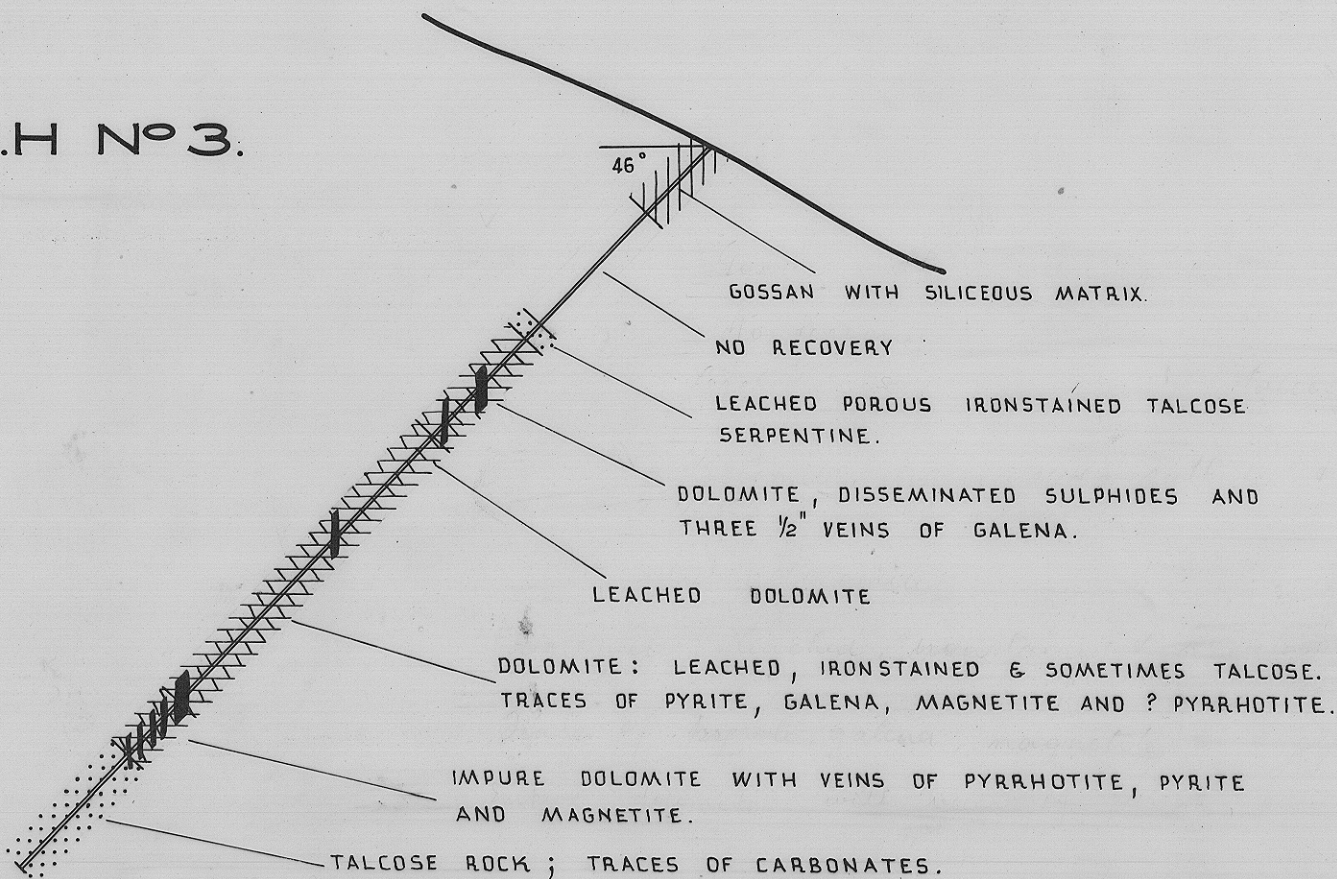 .H Nº 3.
46°
GOSSAN WITH SILICEOUS MATRIX.
NO RECOVERY
LEACHED POROUS IRONSTAINED TALCOSE
SERPENTINE.
DOLOMITE, DISSEMINATED SULPHIDES AND
THREE ½" VEINS OF GALENA.
LEACHED DOLOMITE
DOLOMITE: LEACHED, IRONSTAINED & SOMETIMES TALCOSE.
TRACES OF PYRITE, GALENA, MAGNETITE AND ? PYRRHOTITE.
IMPURE DOLOMITE WITH VEINS OF PYRRHOTITE, PYRITE
AND MAGNETITE.
TALCOSE ROCK; TRACES OF CARBONATES.